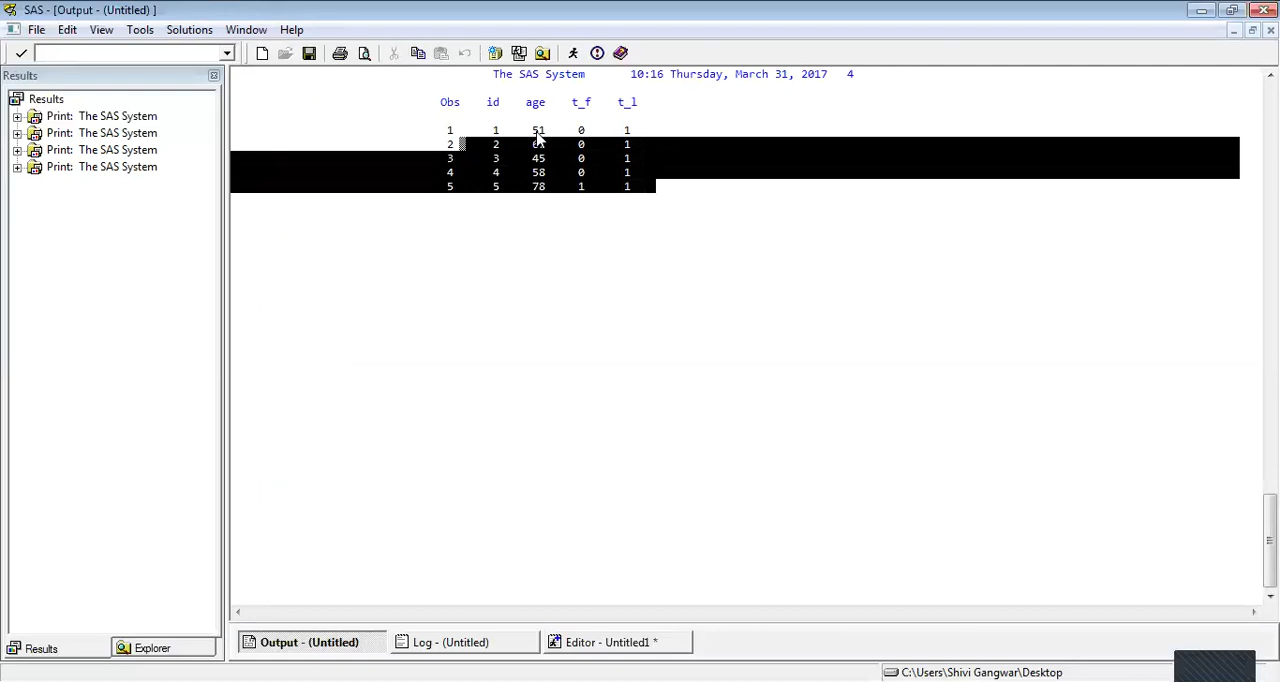 SAS - [Output - (Untitled) ]
File Edit View Tools Solutions Window Help
Results
Results
Print: The SAS System
Print: The SAS System
Print: The SAS System
Print: The SAS System
The SAS System 10:16 Thursday, March 31, 2017 4
Obs id age t_f t_l
1 1 51 0 1
2 2 0 1
3 3 45 0 1
4 4 58 0 1
5 5 78 1 1
Results Explorer
Output - (Untitled) Log - (Untitled) Editor - Untitled1 *
C:\Users\Shivi Gangwar\Desktop